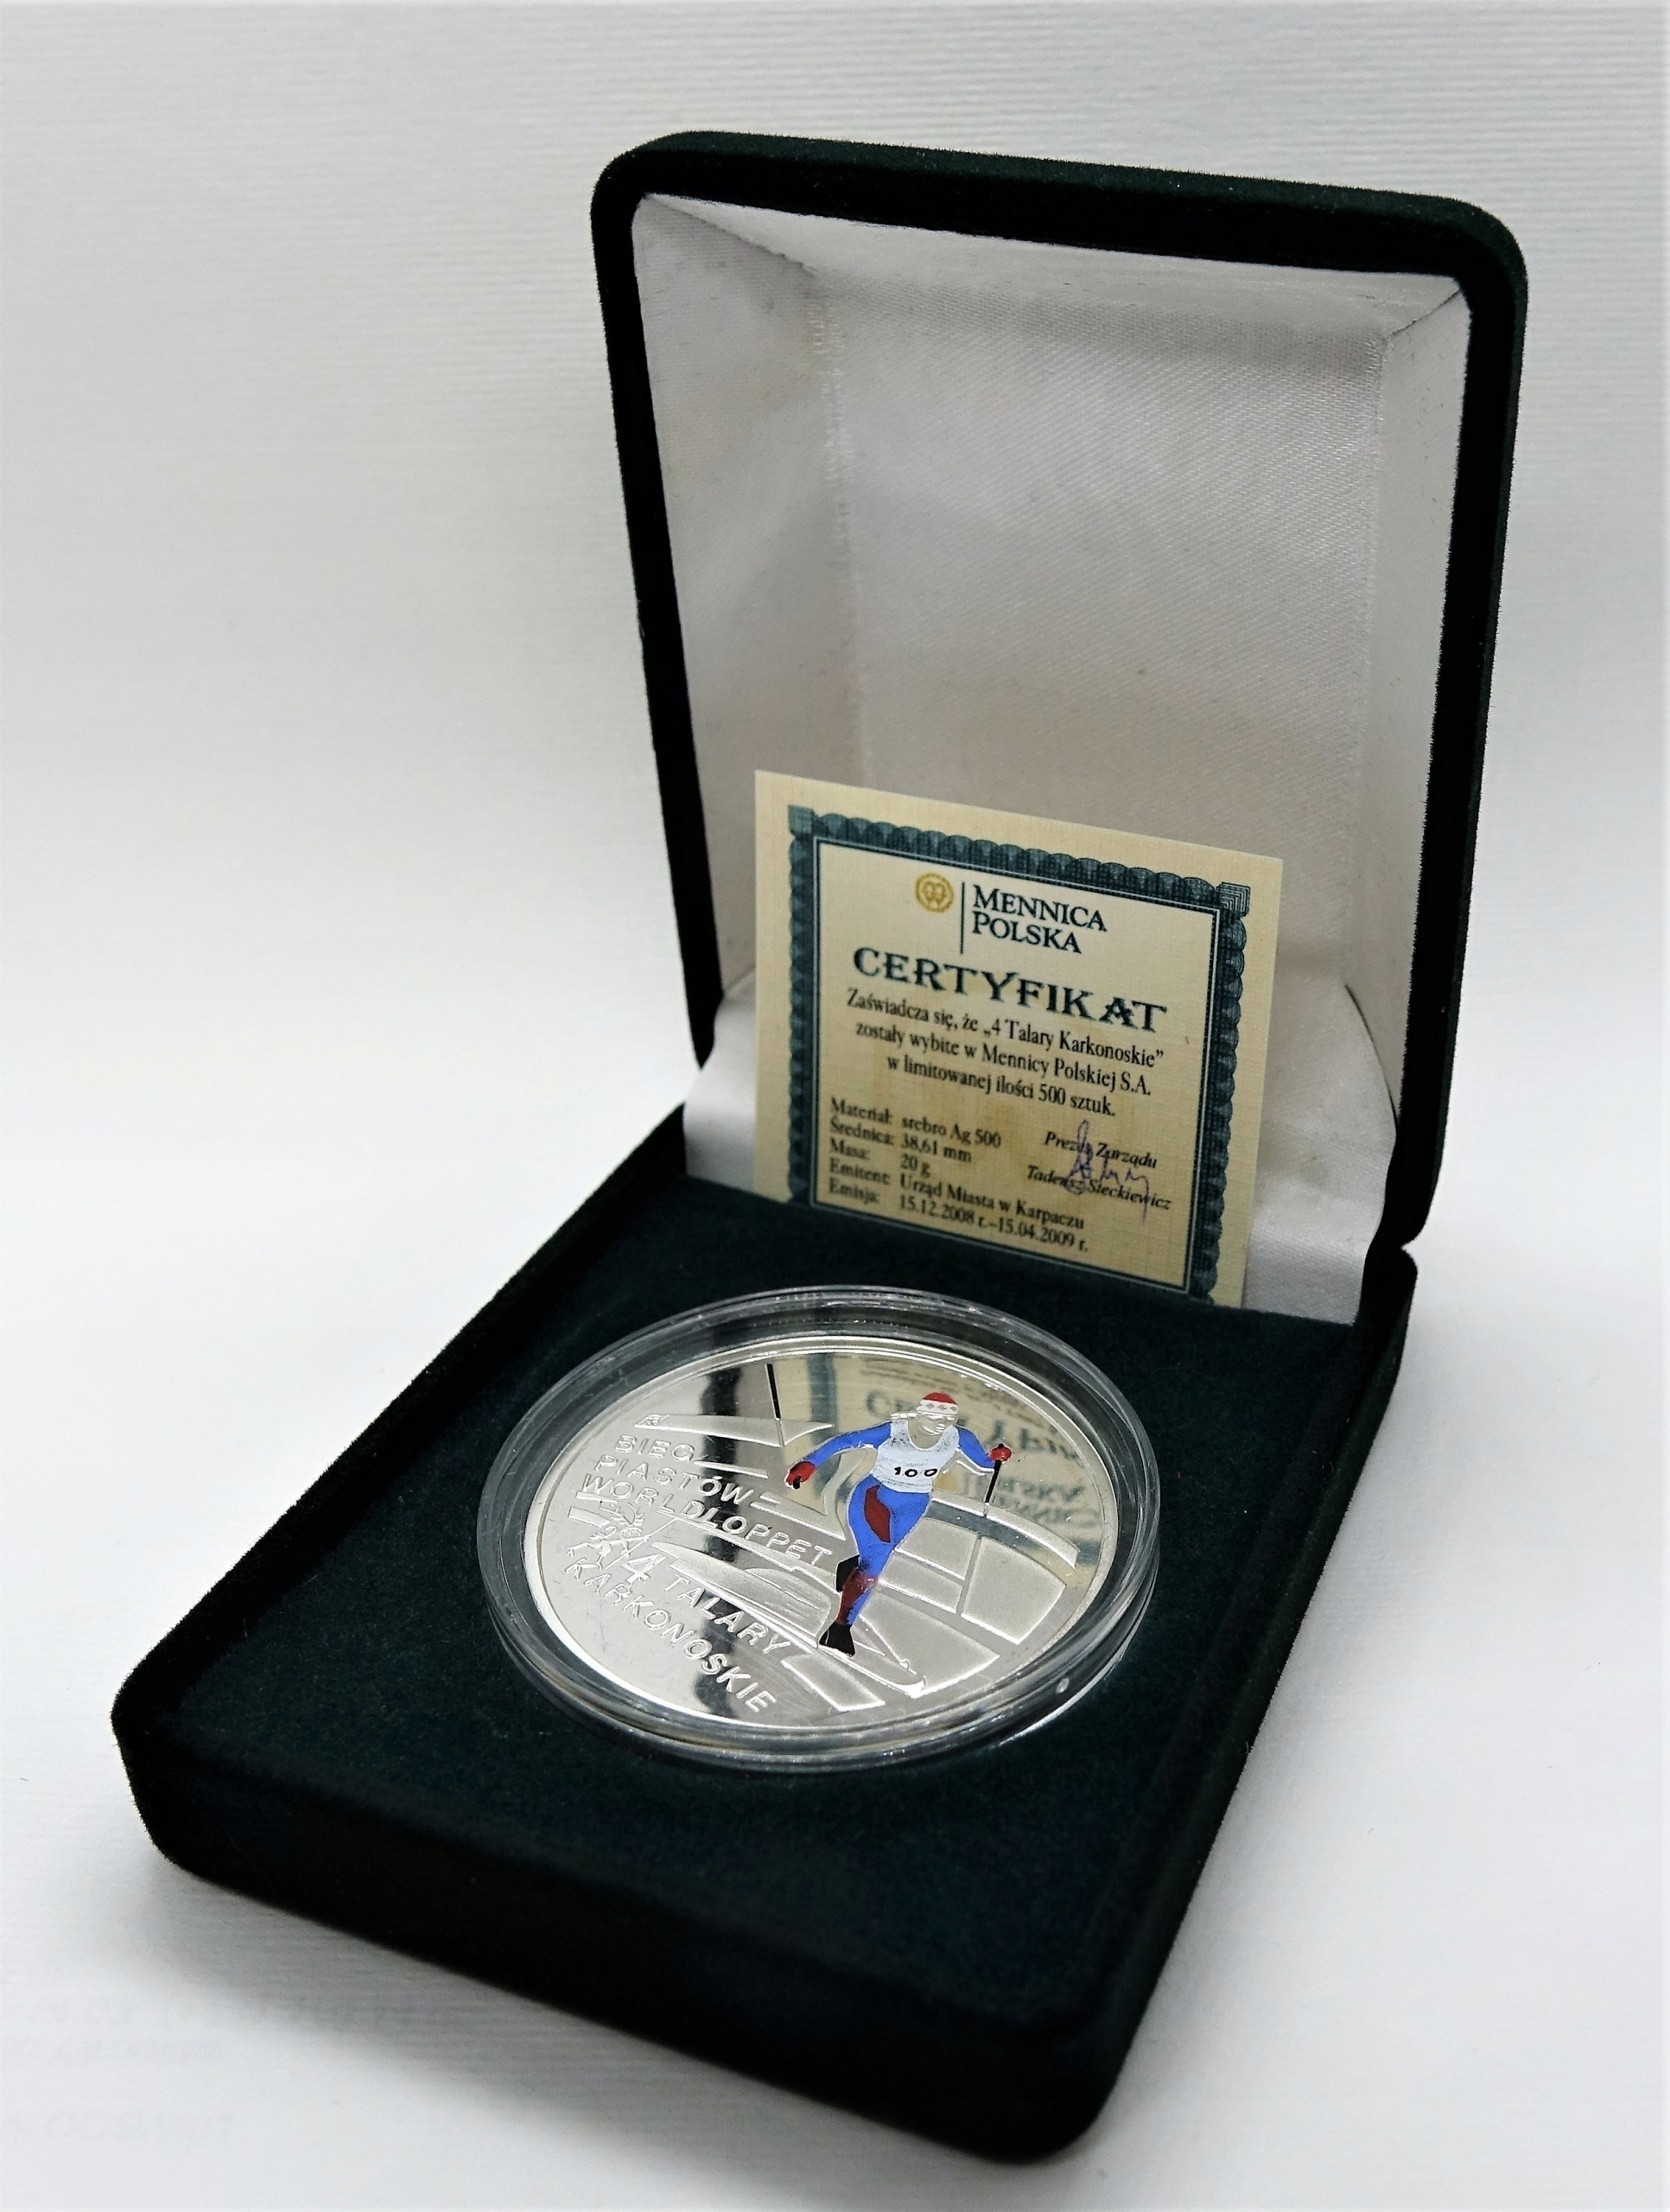 MENNICA
POLSKA
CERTYFIKAT
Zaświadcza się, że „4 Talary Karkonoskie”
zostały wybite w Mennicy Polskiej S.A.
w limitowanej ilości 500 sztuk.
Materiał: srebro Ag 500
Średnica: 38,61 mm
Masa: 20 g
Emitent: Urząd Miasta w Karpaczu
Emisja: 15.12.2008 r.–15.04.2009 r.
Prezes Zarządu
Tadeusz Steckiewicz
BIEG
PIASTÓW
WORLDLOPPET
4 TALARY
KARKONOSKIE
100